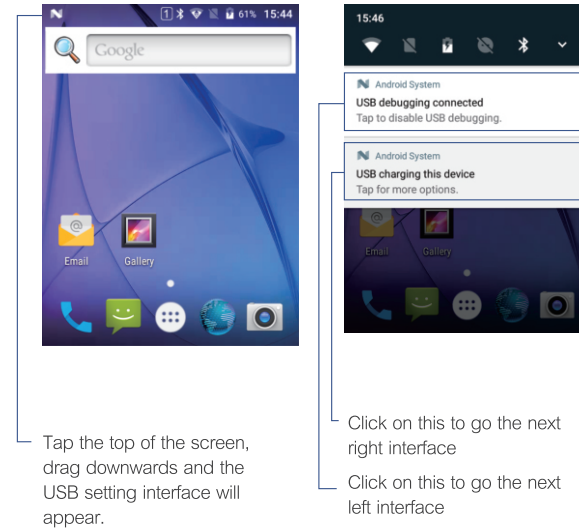 1 61% 15:44
Google
Email Gallery
Tap the top of the screen,
drag downwards and the
USB setting interface will
appear.
15:46
Android System
USB debugging connected
Tap to disable USB debugging.
Android System
USB charging this device
Tap for more options.
Email Gallery
Click on this to go the next
right interface
Click on this to go the next
left interface